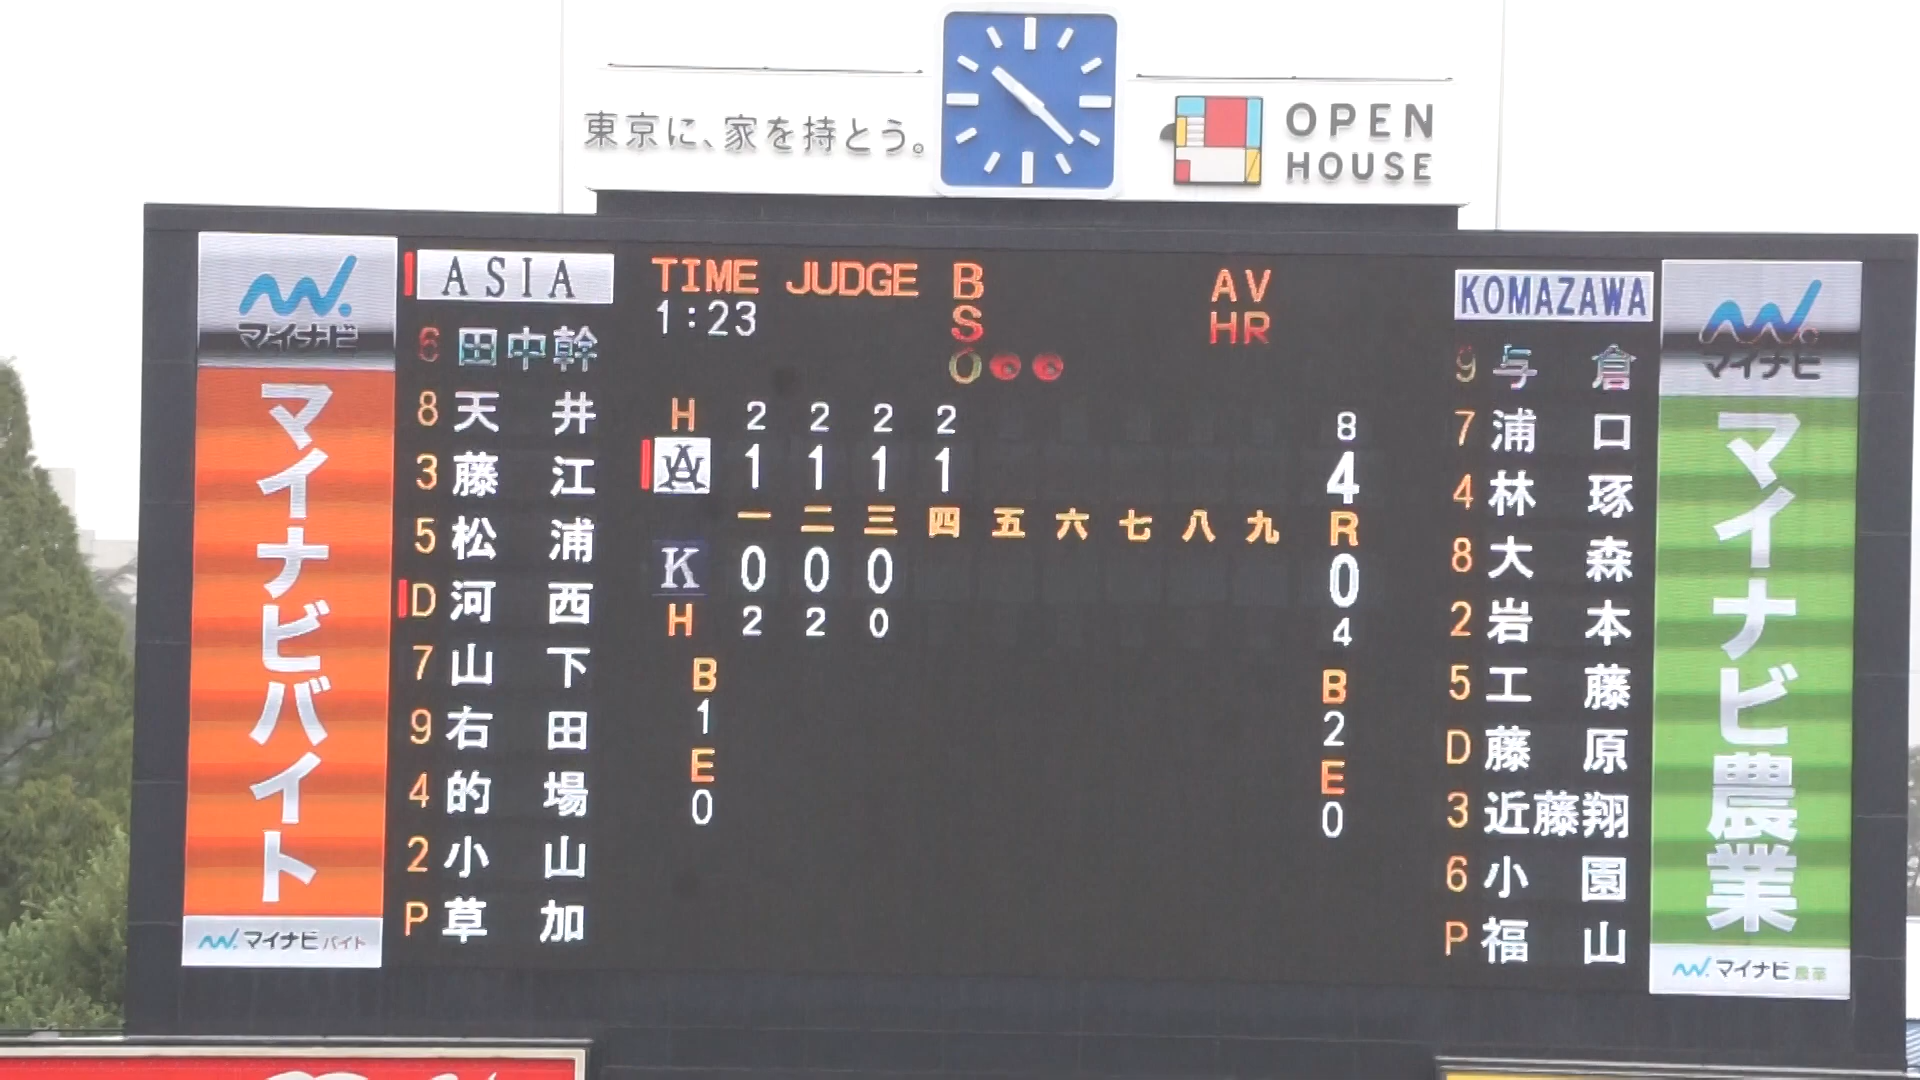 東京に、家を持とう。
OPEN
HOUSE
マイナビ
マイナビバイト
マイナビバイト
ASIA
6 田中幹
8 天井
3 藤江
5 松浦
D 河西
7 山下
9 右田
4 的場
2 小山
P 草加
TIME JUDGE B AV
1:23 S HR
O
H 2 2 2 2 8
1 1 1 1 4
一 二 三 四 五 六 七 八 九 R
K 0 0 0 0
H 2 2 0 4
B B
1 2
E E
0 0
KOMAZAWA
9 与倉
7 浦口
4 林琢
8 大森
2 岩本
5 工藤
D 藤原
3 近藤翔
6 小園
P 福山
マイナビ
マイナビ農業
マイナビ農業